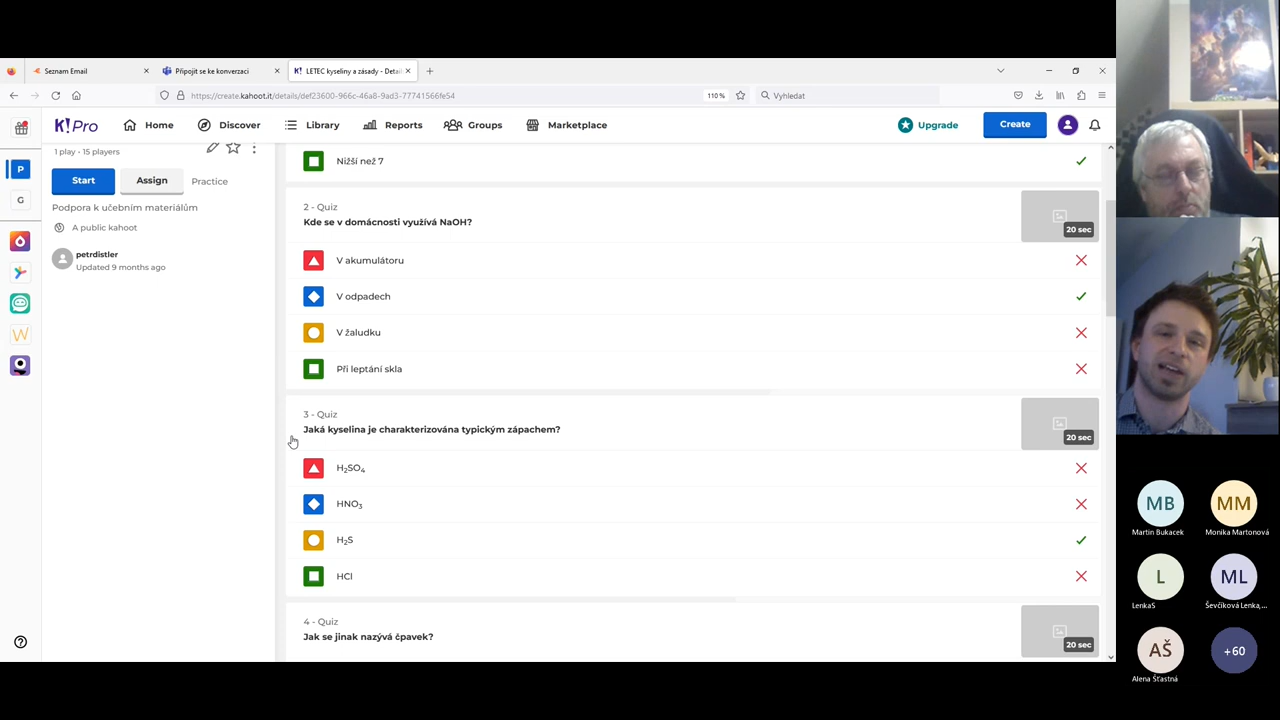 Seznam Email
Připojit se ke konverzaci
LETEC kyseliny a zásady - Detai
https://create.kahoot.it/details/def23600-966c-46a8-9ad3-77741566fe54
110 %
Vyhledat
K!Pro
Home
Discover
Library
Reports
Groups
Marketplace
Upgrade
Create
P
G
W
1 play · 15 players
Start
Assign
Practice
Podpora k učebním materiálům
A public kahoot
petrdistler
Updated 9 months ago
Nižší než 7
2 - Quiz
Kde se v domácnosti využívá NaOH?
20 sec
V akumulátoru
V odpadech
V žaludku
Při leptání skla
3 - Quiz
Jaká kyselina je charakterizována typickým zápachem?
20 sec
H₂SO₄
HNO₃
H₂S
HCl
4 - Quiz
Jak se jinak nazývá čpavek?
20 sec
MB
Martin Bukacek
MM
Monika Martonová
L
LenkaS
ML
Ševčíková Lenka,...
AŠ
Alena Šťastná
+60